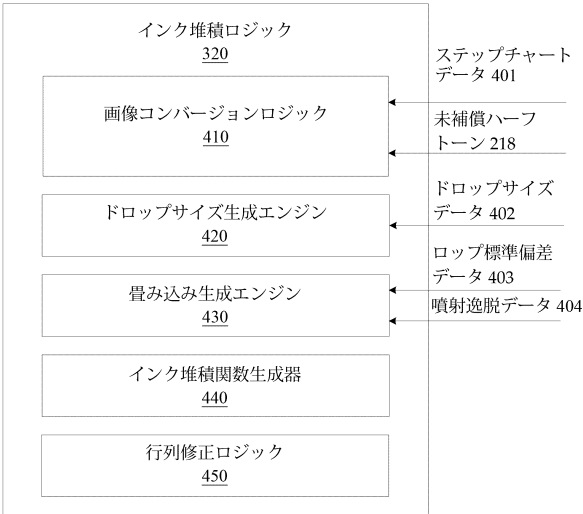 インク堆積ロジック
320
画像コンバージョンロジック
410
ドロップサイズ生成エンジン
420
畳み込み生成エンジン
430
インク堆積関数生成器
440
行列修正ロジック
450
ステップチャート
データ 401
未補償ハーフ
トーン 218
ドロップサイズ
データ 402
ロップ標準偏差
データ 403
噴射逸脱データ 404